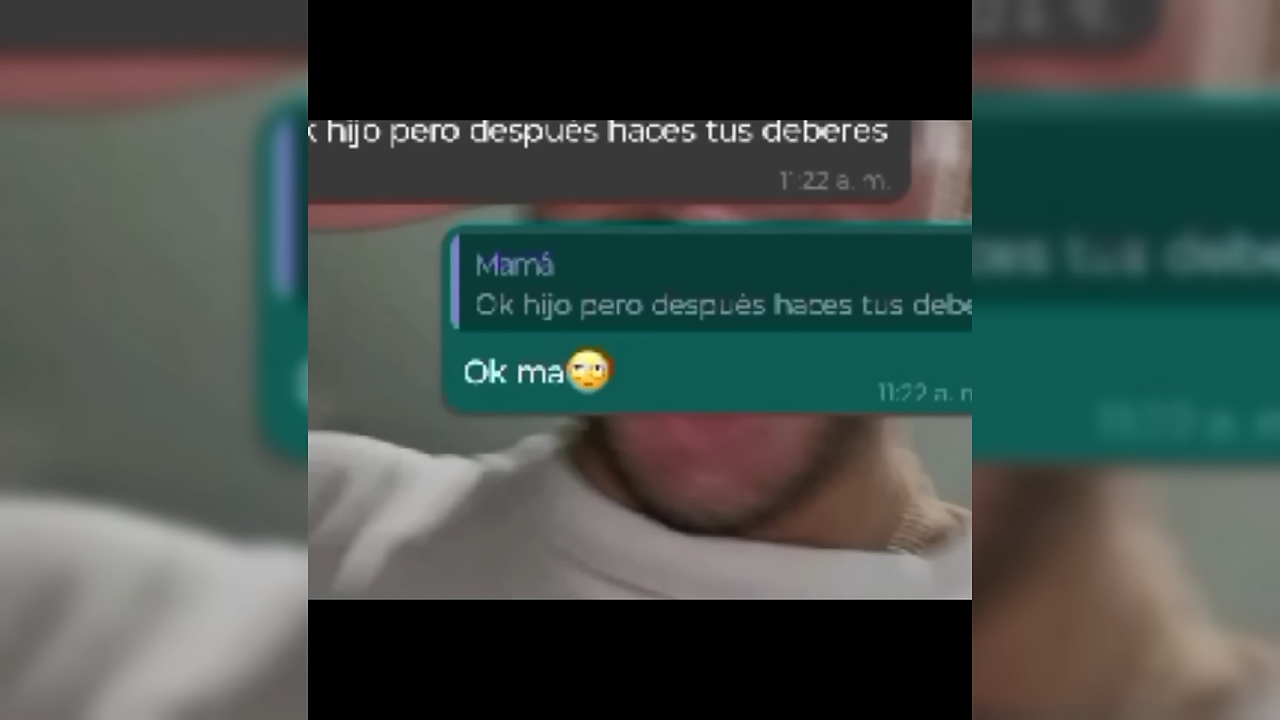 hijo pero después haces tus deberes
11:22 a. m.
Mamá
Ok hijo pero después haces tus debe
Ok ma🙄
11:22 a. m